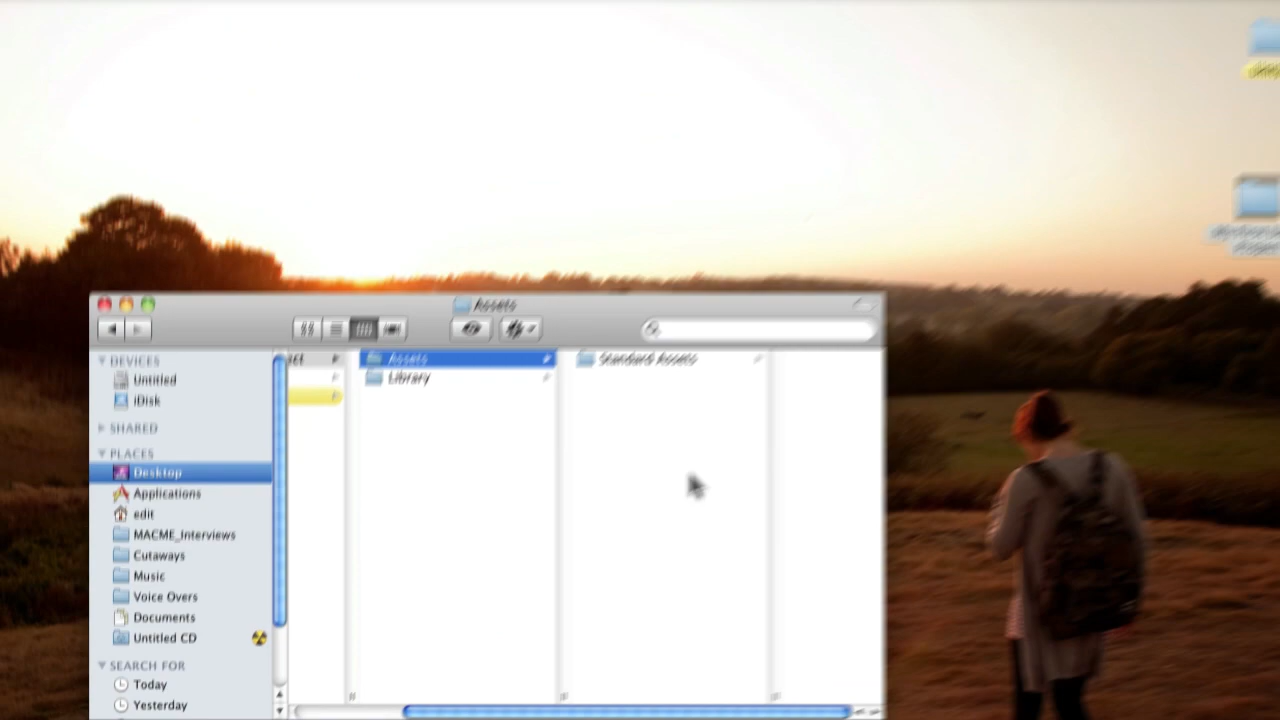 Assets
DEVICES
Untitled
iDisk
SHARED
PLACES
Desktop
Applications
edit
MACME_Interviews
Cutaways
Music
Voice Overs
Documents
Untitled CD
SEARCH FOR
Today
Yesterday
Assets
Library
Standard Assets